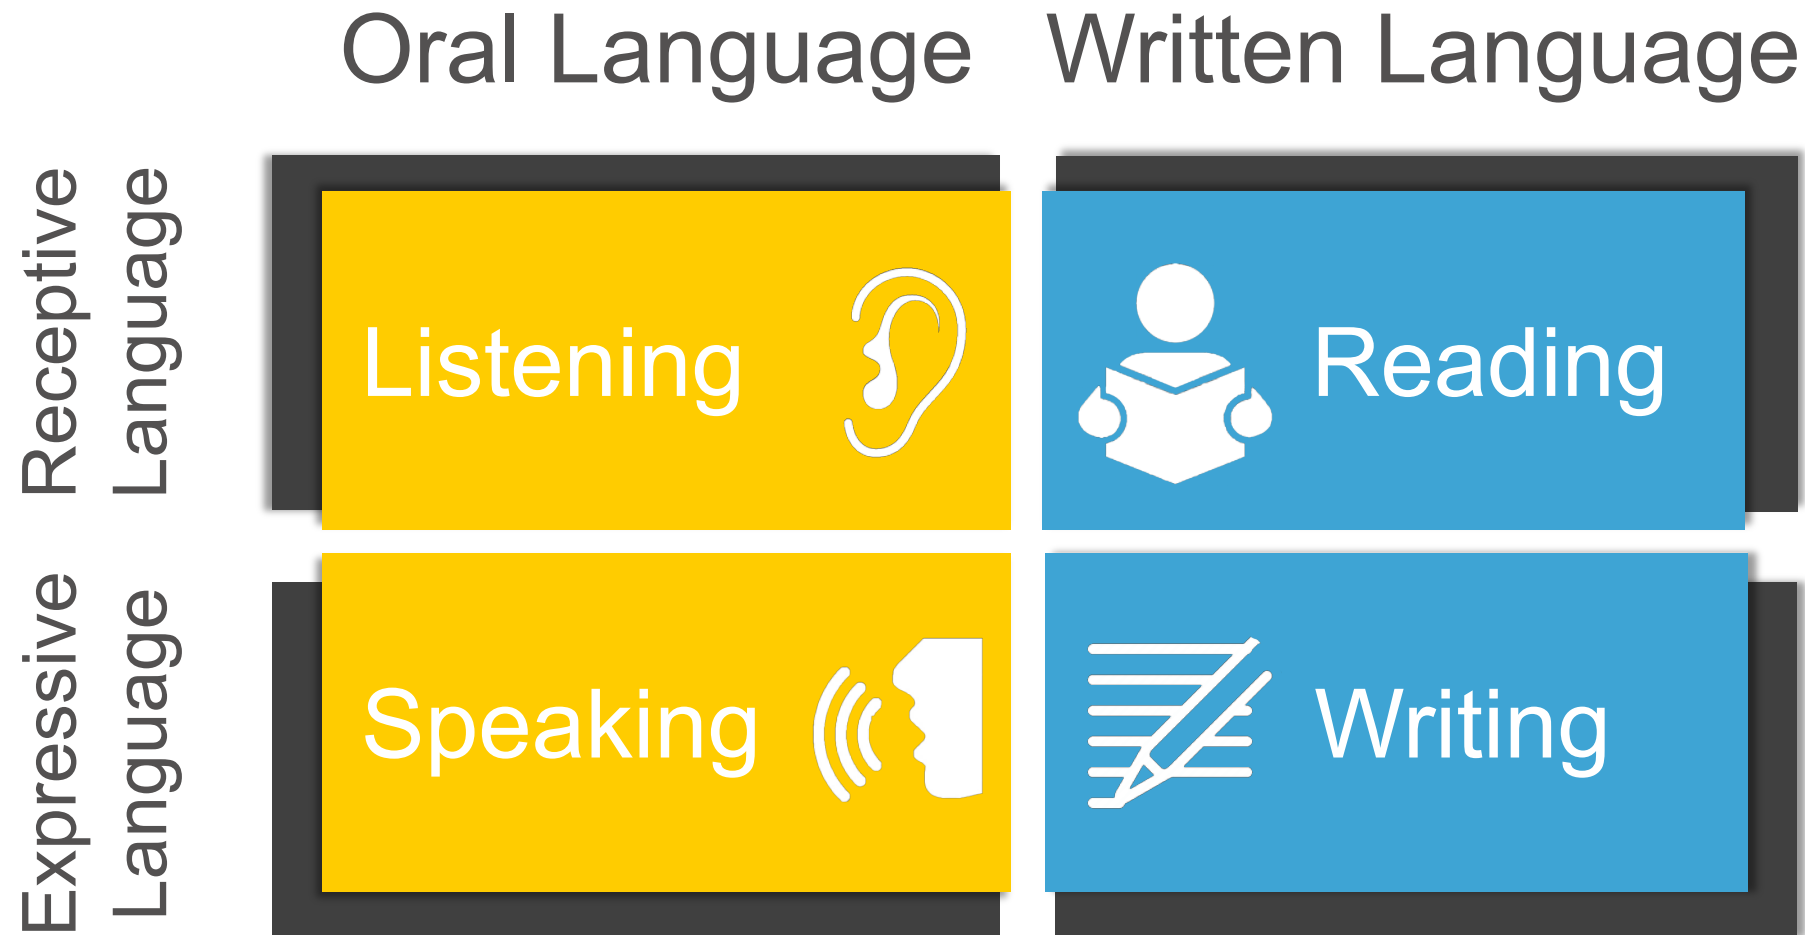 Oral Language
Written Language
Receptive
Language
Listening
Reading
Expressive
Language
Speaking
Writing